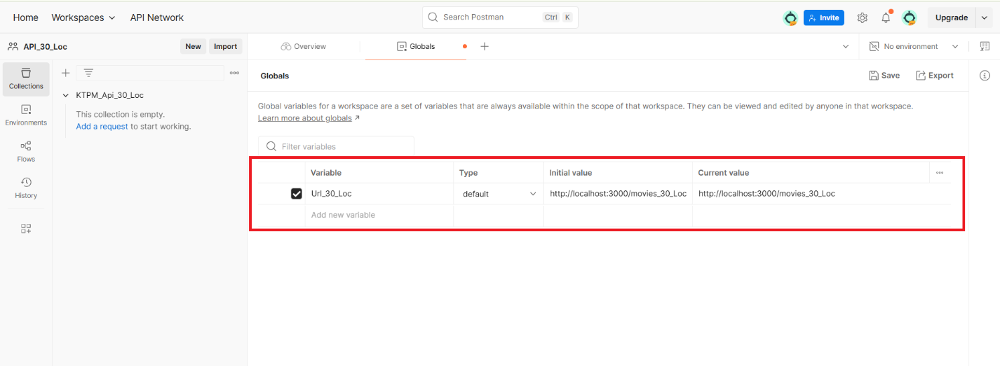 Home Workspaces API Network Search Postman Ctrl K Invite Upgrade
API_30_Loc New Import Overview Globals No environment
Collections
Environments
Flows
History
KTPM_Api_30_Loc
This collection is empty.
Add a request to start working.
Globals Save Export
Global variables for a workspace are a set of variables that are always available within the scope of that workspace. They can be viewed and edited by anyone in that workspace.
Learn more about globals ↗
Filter variables
Variable Type Initial value Current value
Url_30_Loc default http://localhost:3000/movies_30_Loc http://localhost:3000/movies_30_Loc
Add new variable